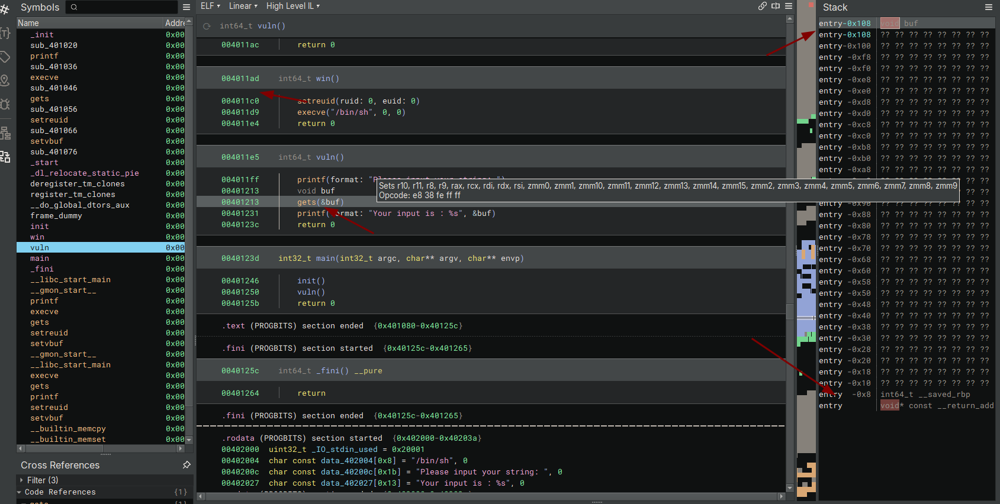 Symbols
Name Addre
_init 0x00
sub_401020 0x00
printf 0x00
sub_401036 0x00
execve 0x00
sub_401046 0x00
gets 0x00
sub_401056 0x00
setreuid 0x00
sub_401066 0x00
setvbuf 0x00
sub_401076 0x00
_start 0x00
_dl_relocate_static_pie 0x00
deregister_tm_clones 0x00
register_tm_clones 0x00
__do_global_dtors_aux 0x00
frame_dummy 0x00
init 0x00
win 0x00
vuln 0x00
main 0x00
_fini 0x00
__libc_start_main 0x00
__gmon_start__ 0x00
printf 0x00
execve 0x00
gets 0x00
setreuid 0x00
setvbuf 0x00
__gmon_start__ 0x00
__libc_start_main 0x00
execve 0x00
gets 0x00
printf 0x00
setreuid 0x00
setvbuf 0x00
__builtin_memcpy 0x00
__builtin_memset 0x00
Cross References
Filter (3)
Code References {1}
gets {1}
ELF Linear High Level IL
int64_t vuln()
004011ac return 0
004011ad int64_t win()
004011c0 setreuid(ruid: 0, euid: 0)
004011d9 execve("/bin/sh", 0, 0)
004011e4 return 0
004011e5 int64_t vuln()
004011ff printf(format: "Please input your string: ")
00401213 void buf
00401213 gets(&buf)
00401231 printf(format: "Your input is : %s", &buf)
0040123c return 0
Sets r10, r11, r8, r9, rax, rcx, rdi, rdx, rsi, zmm0, zmm1, zmm10, zmm11, zmm12, zmm13, zmm14, zmm15, zmm2, zmm3, zmm4, zmm5, zmm6, zmm7, zmm8, zmm9
Opcode: e8 38 fe ff ff
0040123d int32_t main(int32_t argc, char** argv, char** envp)
00401246 init()
00401250 vuln()
0040125b return 0
.text (PROGBITS) section ended {0x401080-0x40125c}
.fini (PROGBITS) section started {0x40125c-0x401265}
0040125c int64_t _fini() __pure
00401264 return
.fini (PROGBITS) section ended {0x40125c-0x401265}
.rodata (PROGBITS) section started {0x402000-0x40203a}
00402000 uint32_t _IO_stdin_used = 0x20001
00402004 char const data_402004[0x8] = "/bin/sh", 0
0040200c char const data_40200c[0x1b] = "Please input your string: ", 0
00402027 char const data_402027[0x13] = "Your input is : %s", 0
Stack
entry-0x108 void buf
entry-0x108 ?? ?? ?? ?? ?? ?? ?? ??
entry-0x100 ?? ?? ?? ?? ?? ?? ?? ??
entry -0xf8 ?? ?? ?? ?? ?? ?? ?? ??
entry -0xf0 ?? ?? ?? ?? ?? ?? ?? ??
entry -0xe8 ?? ?? ?? ?? ?? ?? ?? ??
entry -0xe0 ?? ?? ?? ?? ?? ?? ?? ??
entry -0xd8 ?? ?? ?? ?? ?? ?? ?? ??
entry -0xd0 ?? ?? ?? ?? ?? ?? ?? ??
entry -0xc8 ?? ?? ?? ?? ?? ?? ?? ??
entry -0xc0 ?? ?? ?? ?? ?? ?? ?? ??
entry -0xb8 ?? ?? ?? ?? ?? ?? ?? ??
entry -0xb0 ?? ?? ?? ?? ?? ?? ?? ??
entry -0xa8 ?? ?? ?? ?? ?? ?? ?? ??
?? ??
?? ??
entry -0x90 ?? ?? ?? ?? ?? ?? ?? ??
entry -0x88 ?? ?? ?? ?? ?? ?? ?? ??
entry -0x80 ?? ?? ?? ?? ?? ?? ?? ??
entry -0x78 ?? ?? ?? ?? ?? ?? ?? ??
entry -0x70 ?? ?? ?? ?? ?? ?? ?? ??
entry -0x68 ?? ?? ?? ?? ?? ?? ?? ??
entry -0x60 ?? ?? ?? ?? ?? ?? ?? ??
entry -0x58 ?? ?? ?? ?? ?? ?? ?? ??
entry -0x50 ?? ?? ?? ?? ?? ?? ?? ??
entry -0x48 ?? ?? ?? ?? ?? ?? ?? ??
entry -0x40 ?? ?? ?? ?? ?? ?? ?? ??
entry -0x38 ?? ?? ?? ?? ?? ?? ?? ??
entry -0x30 ?? ?? ?? ?? ?? ?? ?? ??
entry -0x28 ?? ?? ?? ?? ?? ?? ?? ??
entry -0x20 ?? ?? ?? ?? ?? ?? ?? ??
entry -0x18 ?? ?? ?? ?? ?? ?? ?? ??
entry -0x10 ?? ?? ?? ?? ?? ?? ?? ??
entry -0x8 int64_t __saved_rbp
entry void* const __return_add